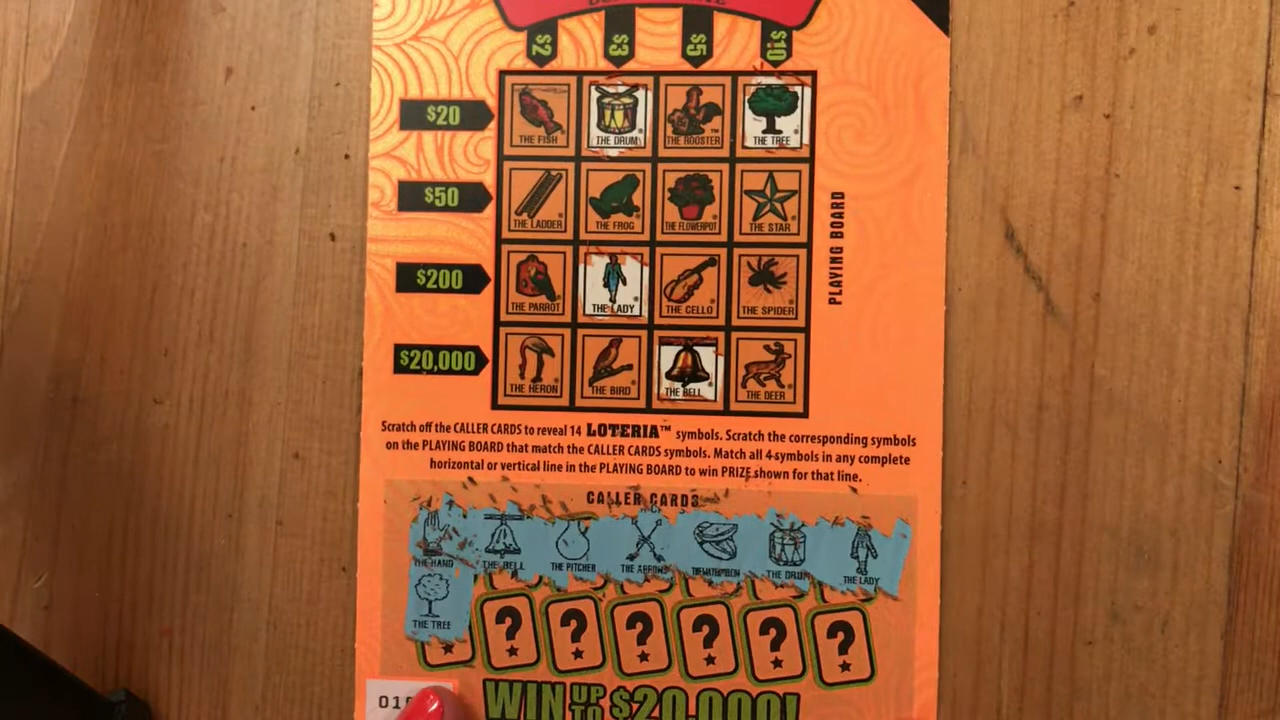 $2 $3 $5 $10
$20
THE FISH THE DRUM THE ROOSTER™ THE TREE
$50
THE LADDER THE FROG THE FLOWERPOT THE STAR
$200
THE PARROT THE LADY THE CELLO THE SPIDER
$20,000
THE HERON THE BIRD THE BELL THE DEER
PLAYING BOARD
Scratch off the CALLER CARDS to reveal 14 LOTERIA™ symbols. Scratch the corresponding symbols
on the PLAYING BOARD that match the CALLER CARDS symbols. Match all 4 symbols in any complete
horizontal or vertical line in the PLAYING BOARD to win PRIZE shown for that line.
CALLER CARDS
THE HAND THE BELL THE PITCHER THE ARROWS THE WATERMELON THE DRUM THE LADY
THE TREE ? ? ? ? ? ?
WIN UP TO $20,000!